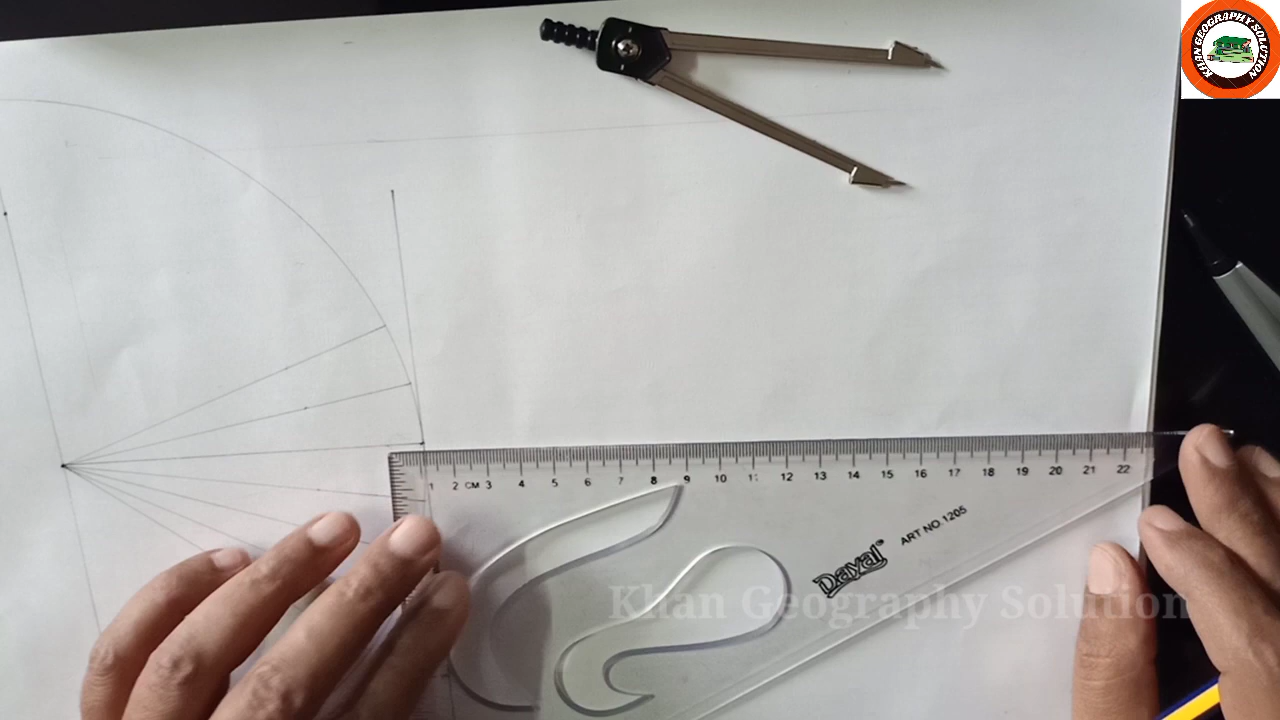 KHAN GEOGRAPHY SOLUTION
1 2 CM 3 4 5 6 7 8 9 10 11 12 13 14 15 16 17 18 19 20 21 22
ART NO. 1205
Dayal
Khan Geography Solution